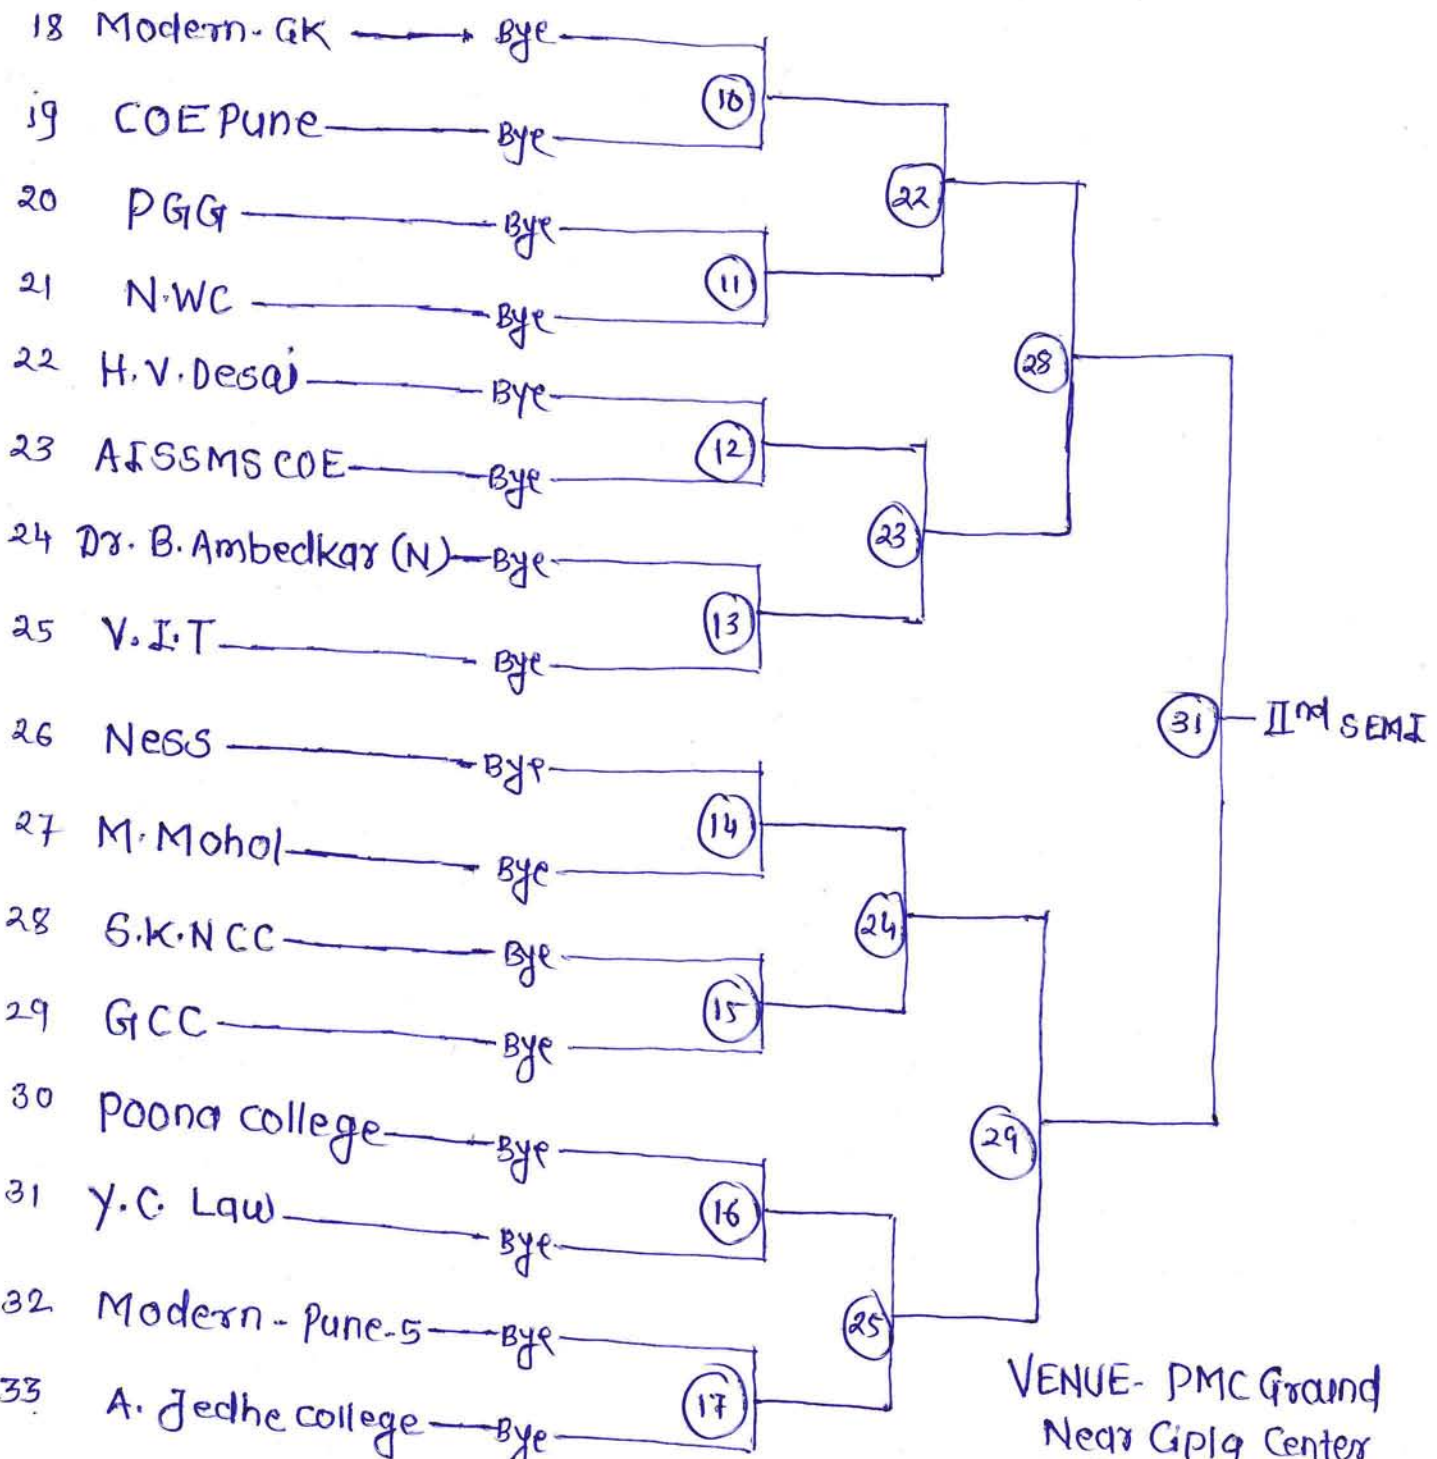 18 Modern-GK Bye
10
19 COE Pune Bye
22
20 PGG Bye
11
21 N.WC Bye
28
22 H.V.Desai Bye
12
23 AISSMS COE Bye
23
24 Dr. B. Ambedkar (N) Bye
13
25 V.I.T Bye
31 IInd SEMI
26 Ness Bye
14
27 M. Mohol Bye
24
28 S.K.NCC Bye
15
29 GCC Bye
29
30 Poona College Bye
16
31 Y.C. Law Bye
25
32 Modern - Pune-5 Bye
17
33 A. Jedhe College Bye
VENUE- PMC Ground
Near Cipla Center